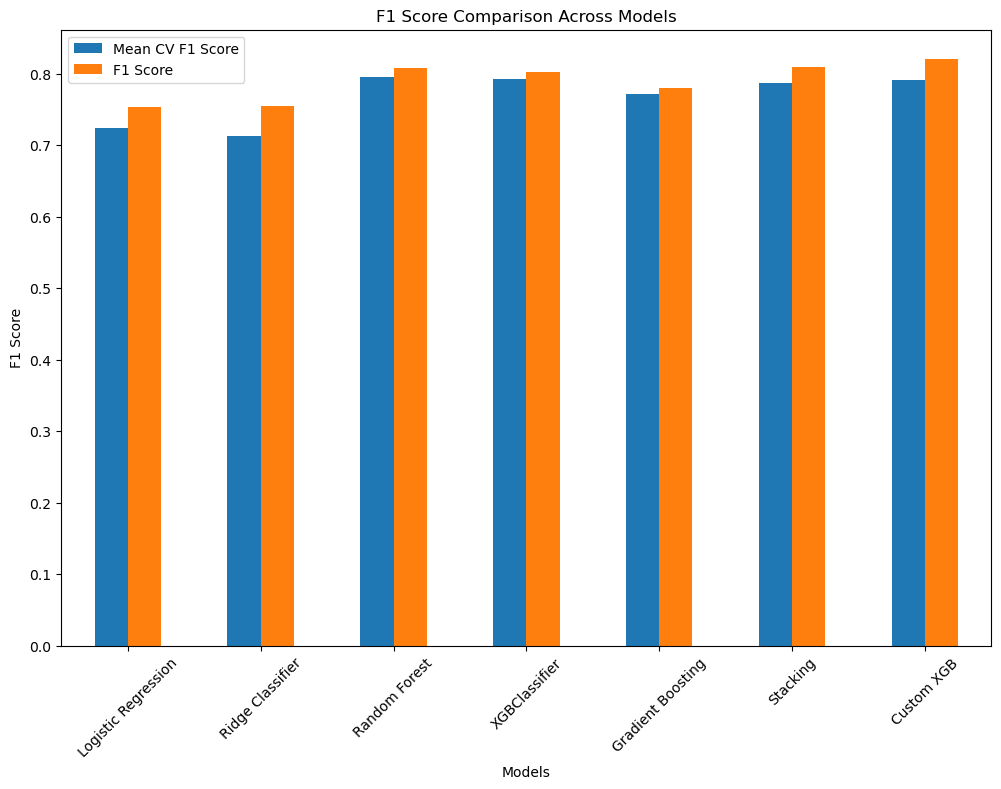 F1 Score Comparison Across Models
Mean CV F1 Score
F1 Score
F1 Score
0.8
0.7
0.6
0.5
0.4
0.3
0.2
0.1
0.0
Logistic Regression
Ridge Classifier
Random Forest
XGBClassifier
Gradient Boosting
Stacking
Custom XGB
Models